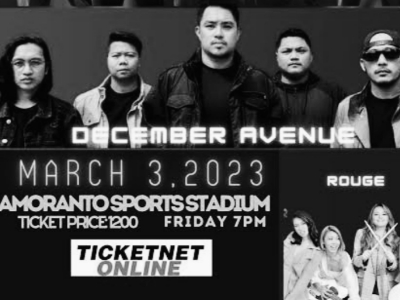 DECEMBER AVENUE
MARCH 3,2023
AMORANTO SPORTS STADIUM
TICKET PRICE:1200 FRIDAY 7PM
TICKETNET
ONLINE
ROUGE